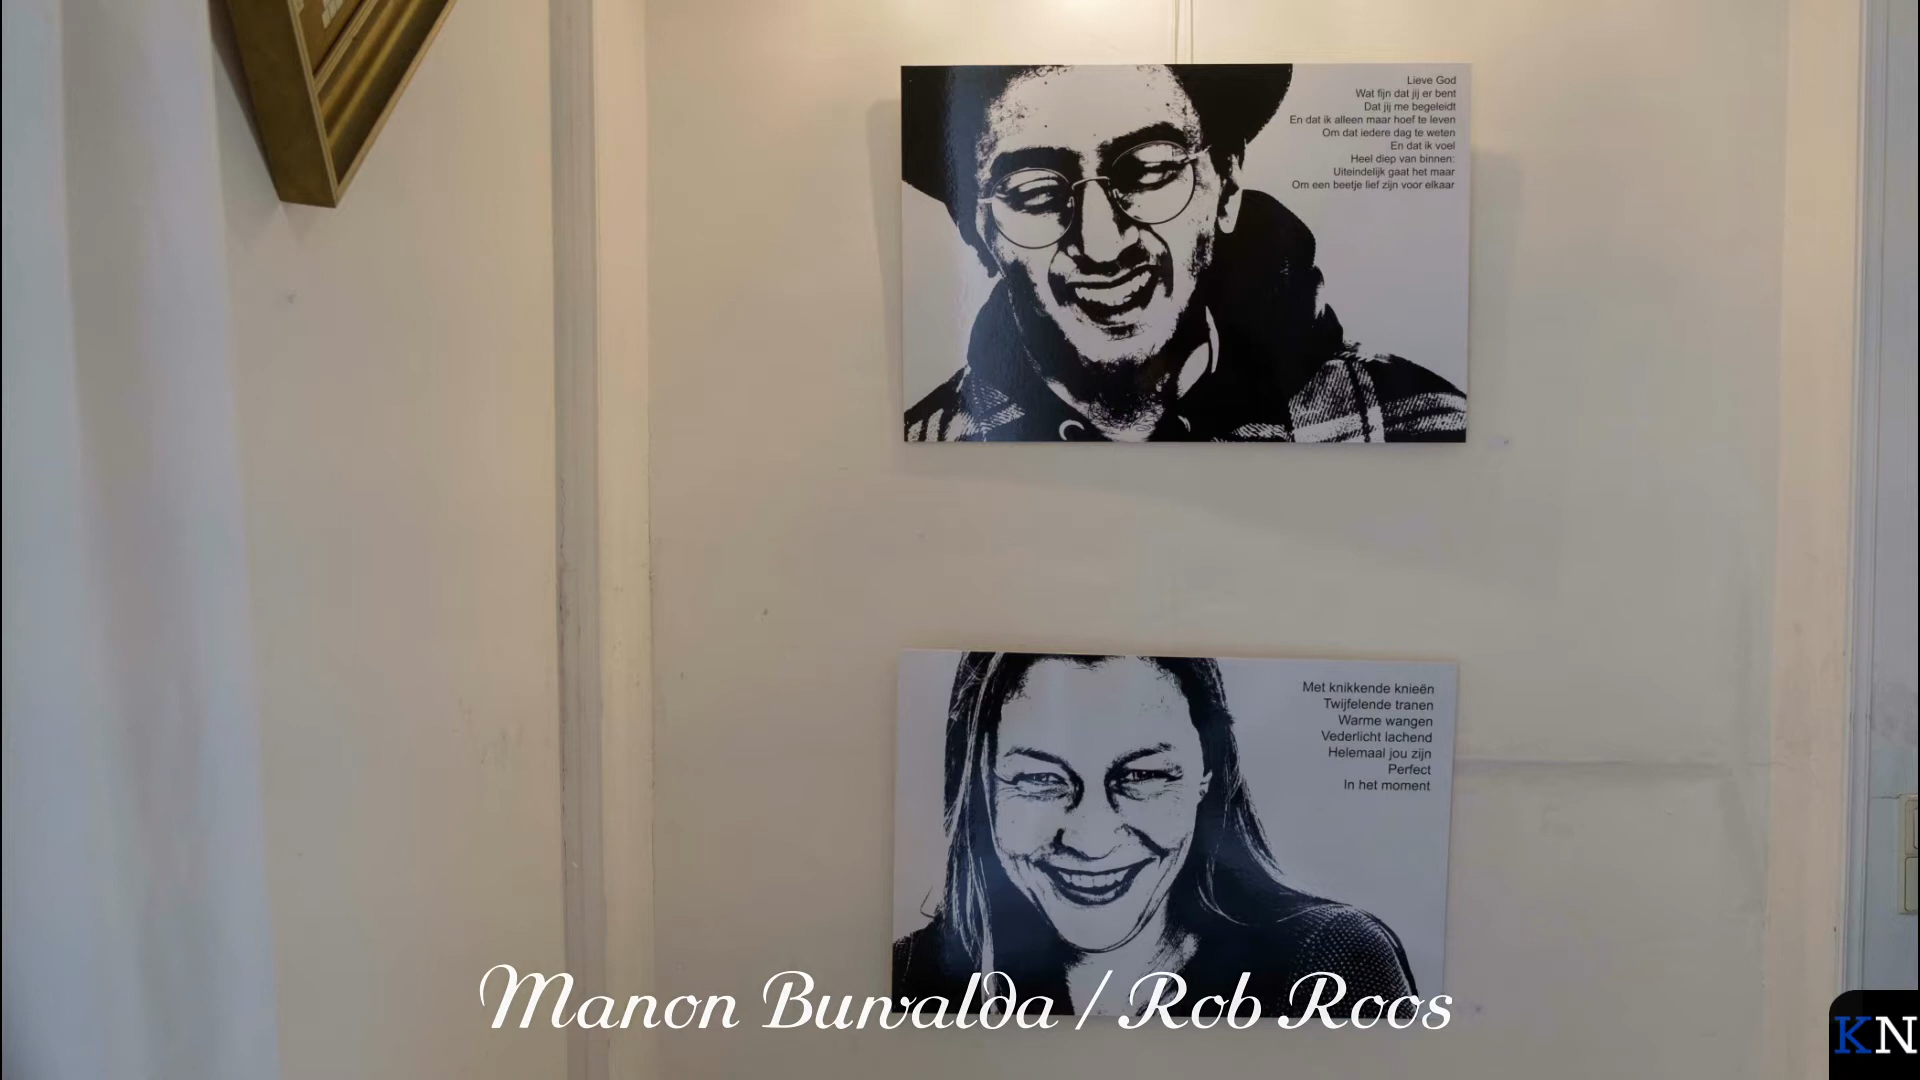 Lieve God
Wat fijn dat jij er bent
Dat jij me begeleidt
En dat ik alleen maar hoef te leven
Om dat iedere dag te weten
En dat ik voel
Heel diep van binnen:
Uiteindelijk gaat het maar
Om een beetje lief zijn voor elkaar
Met knikkende knieën
Twijfelende tranen
Warme wangen
Vederlicht lachend
Helemaal jou zijn
Perfect
In het moment
Manon Buwalda / Rob Roos
KN